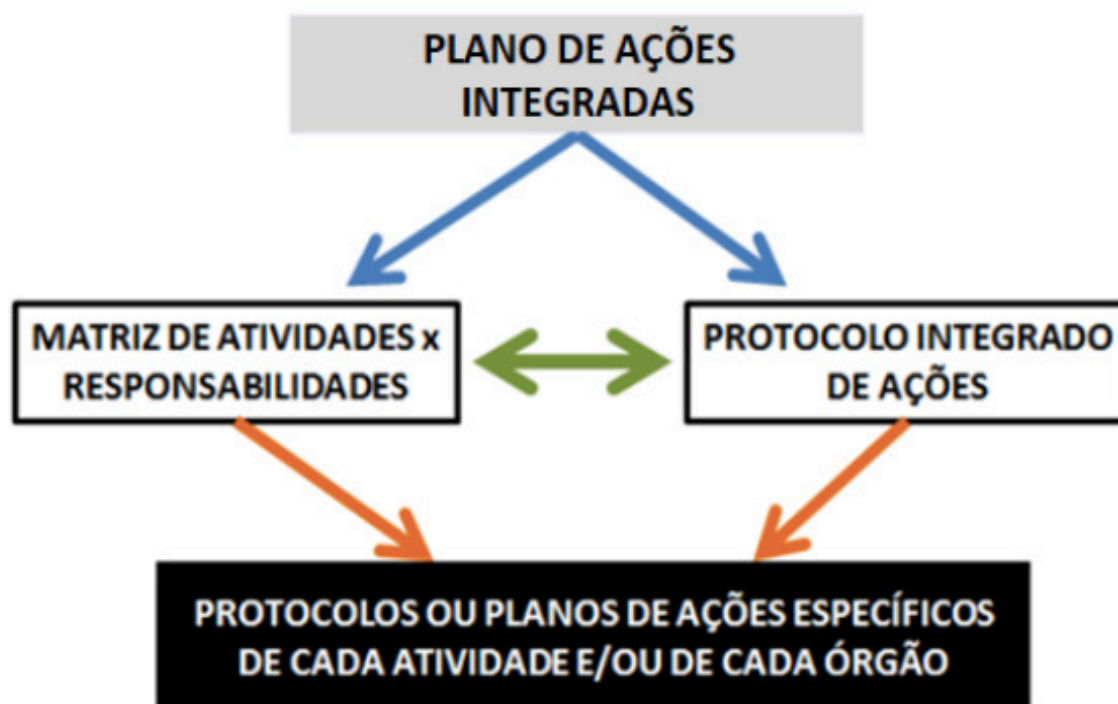 PLANO DE AÇÕES
INTEGRADAS
MATRIZ DE ATIVIDADES x
RESPONSABILIDADES
PROTOCOLO INTEGRADO
DE AÇÕES
PROTOCOLOS OU PLANOS DE AÇÕES ESPECÍFICOS
DE CADA ATIVIDADE E/OU DE CADA ÓRGÃO